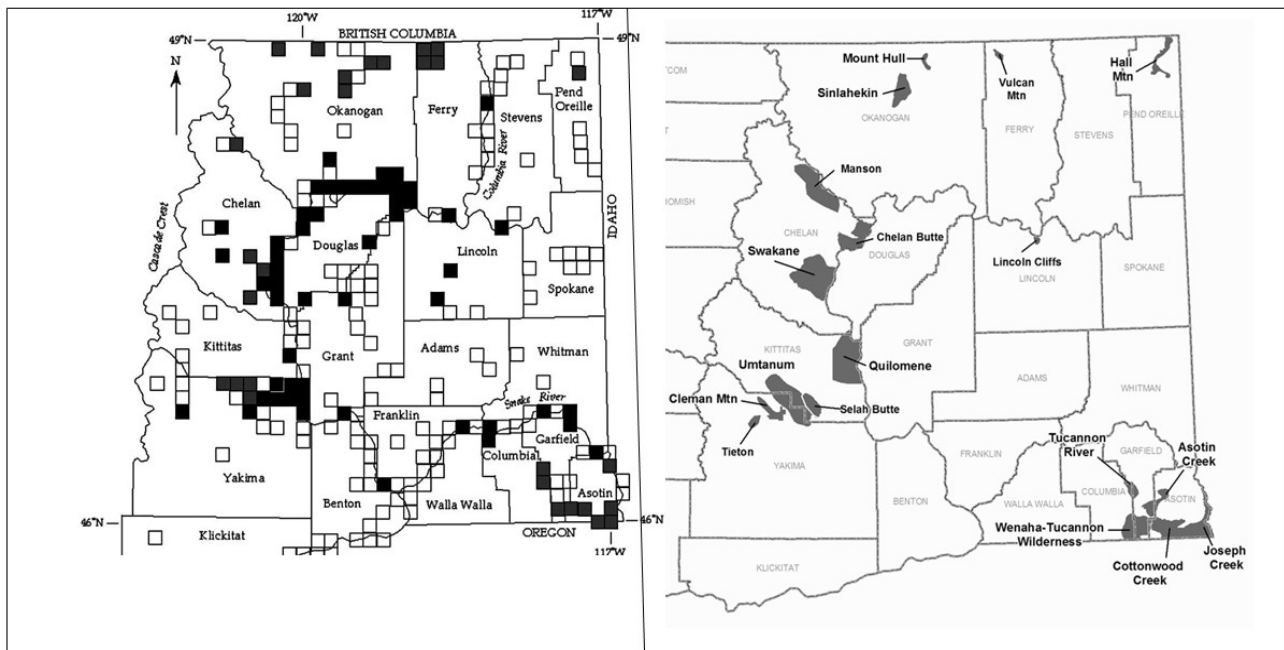 120°W
117°W
49°N
BRITISH COLUMBIA
49°N
N
Okanogan
Ferry
Stevens
Pend
Oreille
Columbia River
Chelan
Cascade Crest
Douglas
Lincoln
IDAHO
Spokane
Kittitas
Grant
Adams
Whitman
Snake River
Franklin
Garfield
Columbial
Yakima
Benton
Walla Walla
Asotin
46°N
46°N
Klickitat
OREGON
117°W
Mount Hull
Vulcan
Mtn
Hall
Mtn
Sinlahekin
TCOM
OKANOGAN
FERRY
STEVENS
PEND OREILLE
T
Manson
OMISH
CHELAN
Chelan Butte
DOUGLAS
Swakane
Lincoln Cliffs
LINCOLN
SPOKANE
KITTITAS
GRANT
Umtanum
Quilomene
ADAMS
WHITMAN
Cleman Mtn
Selah Butte
Tieton
YAKIMA
Tucannon
River
GARFIELD
Asotin
Creek
FRANKLIN
COLUMBIA
ASOTIN
BENTON
WALLA WALLA
Wenaha-Tucannon
Wilderness
Joseph
Creek
Cottonwood
Creek
KLICKITAT